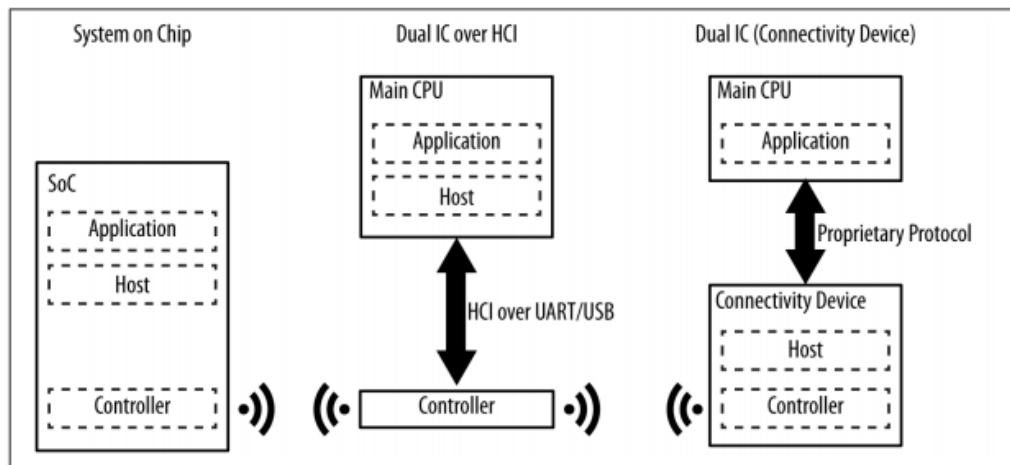 System on Chip
SoC
Application
Host
Controller
Dual IC over HCI
Main CPU
Application
Host
HCI over UART/USB
Controller
Dual IC (Connectivity Device)
Main CPU
Application
Proprietary Protocol
Connectivity Device
Host
Controller